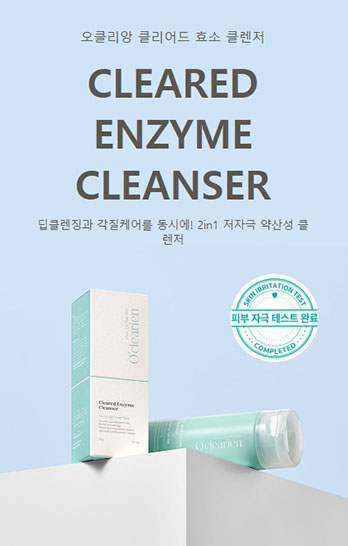 오클리앙 클리어드 효소 클렌저
CLEARED
ENZYME
CLEANSER
딥클렌징과 각질케어를 동시에! 2in1 저자극 약산성 클
렌저
SKIN IRRITATION TEST
피부 자극 테스트 완료
COMPLETED
O'clearien
Cleared Enzyme
Cleanser
O'clearien